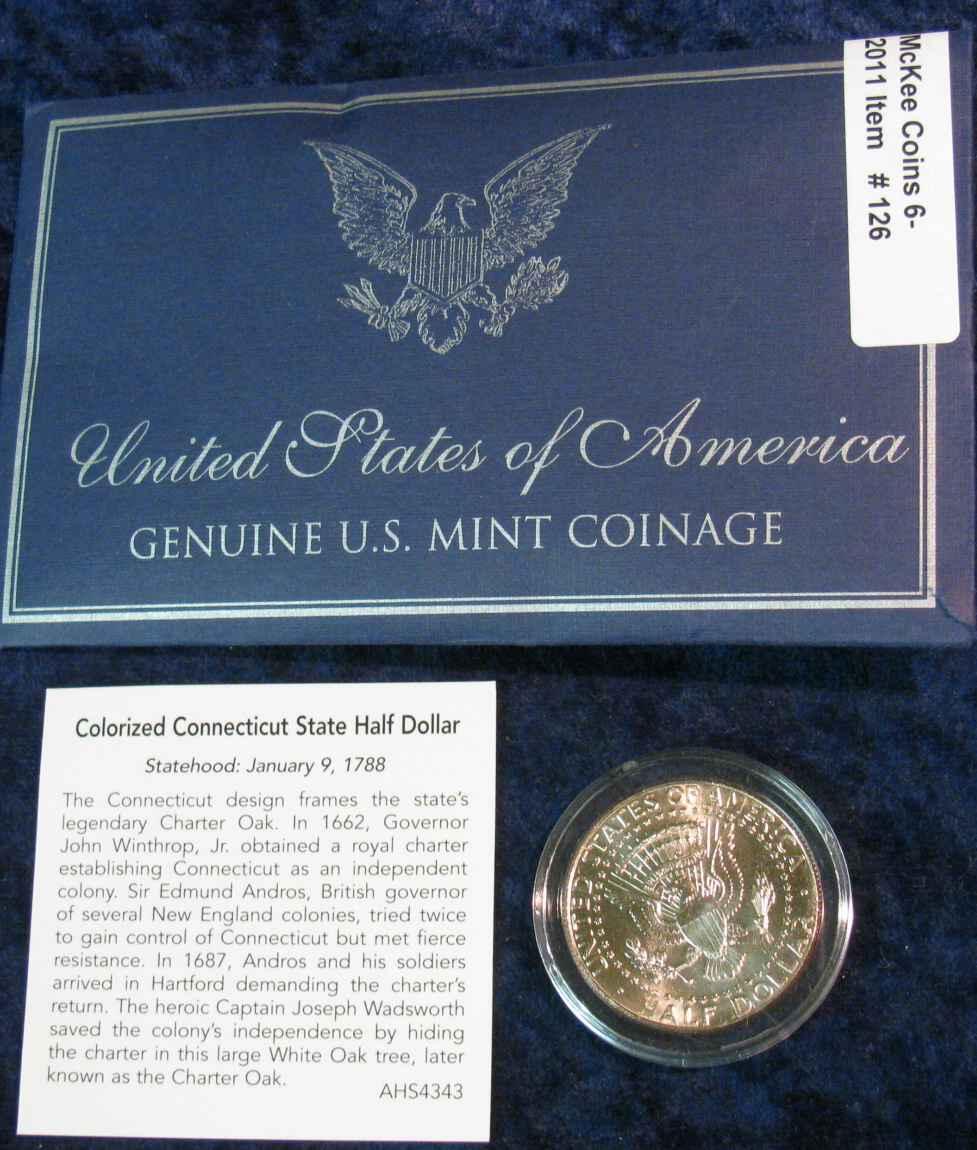 McKee Coins 6-
2011 Item # 126
United States of America
GENUINE U.S. MINT COINAGE
Colorized Connecticut State Half Dollar
Statehood: January 9, 1788
The Connecticut design frames the state's
legendary Charter Oak. In 1662, Governor
John Winthrop, Jr. obtained a royal charter
establishing Connecticut as an independent
colony. Sir Edmund Andros, British governor
of several New England colonies, tried twice
to gain control of Connecticut but met fierce
resistance. In 1687, Andros and his soldiers
arrived in Hartford demanding the charter's
return. The heroic Captain Joseph Wadsworth
saved the colony's independence by hiding
the charter in this large White Oak tree, later
known as the Charter Oak.
AHS4343
UNITED STATES OF AMERICA
HALF DOLLAR